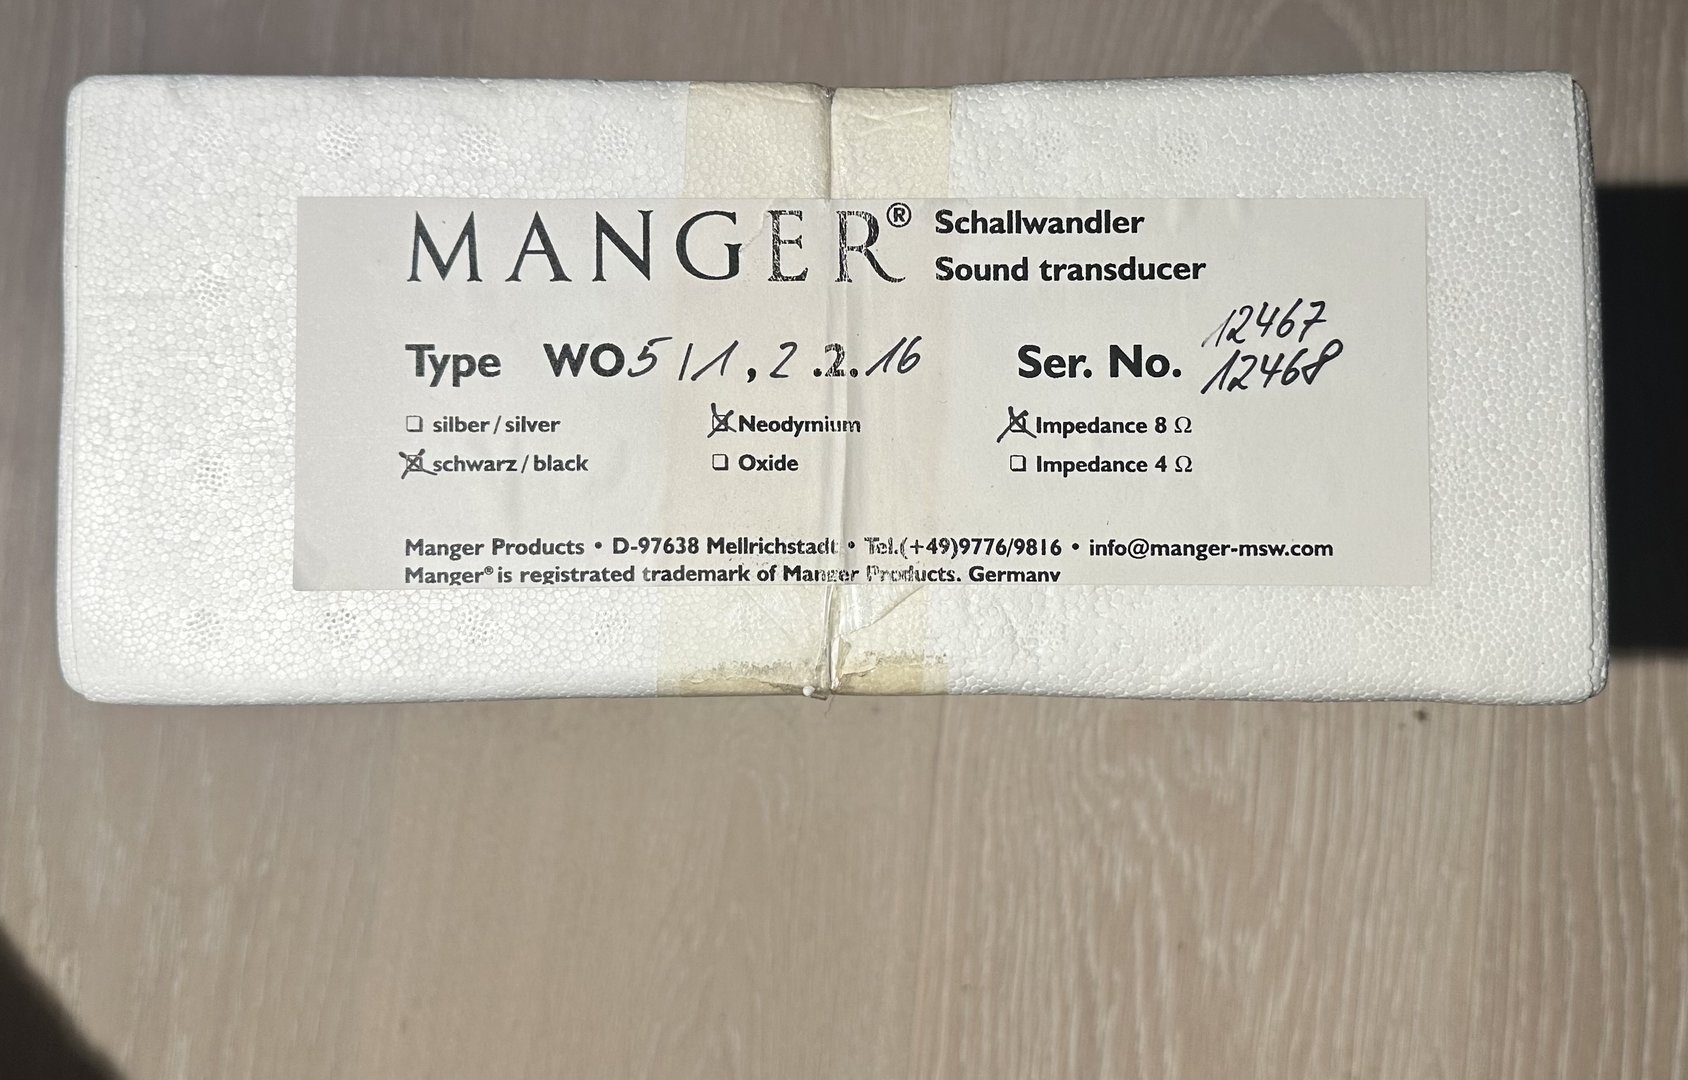 MANGER® Schallwandler
Sound transducer
Type WO5/1,2.2.16 Ser. No. 12467
12468
☐ silber/silver ☒ Neodymium ☒ Impedance 8 Ω
☒ schwarz/black ☐ Oxide ☐ Impedance 4 Ω
Manger Products • D-97638 Mellrichstadt • Tel.(+49)9776/9816 • info@manger-msw.com
Manger® is registrated trademark of Manger Products. Germany